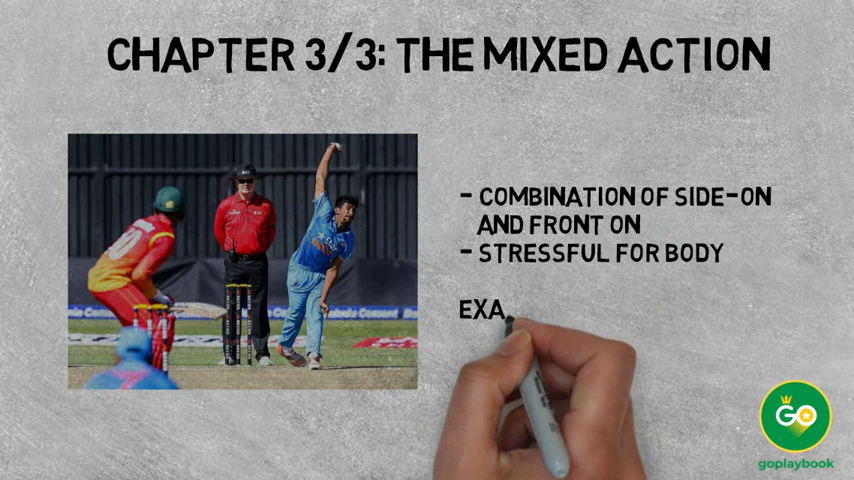 CHAPTER 3/3: THE MIXED ACTION
- COMBINATION OF SIDE-ON
AND FRONT ON
- STRESSFUL FOR BODY
EXA
GO
goplaybook